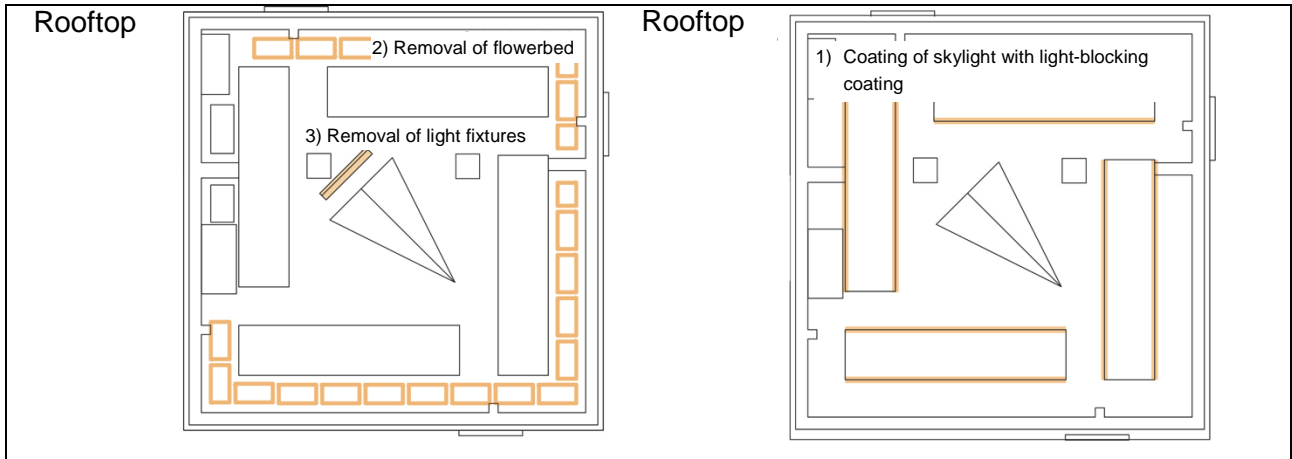 Rooftop
2) Removal of flowerbed
3) Removal of light fixtures
Rooftop
1) Coating of skylight with light-blocking
coating